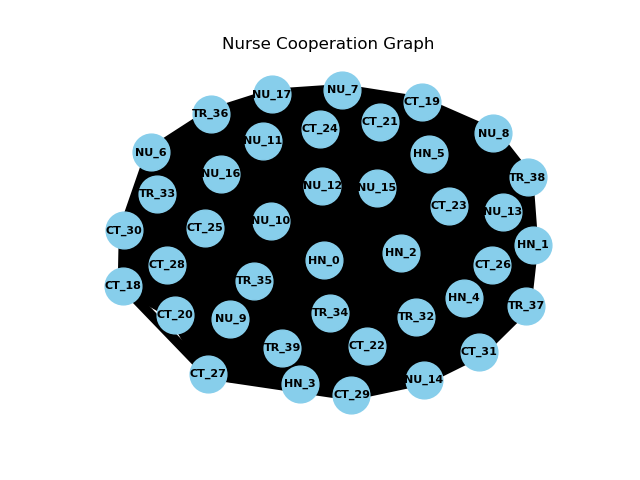 Nurse Cooperation Graph
NU_7
NU_17
CT_19
TR_36
CT_21
CT_24
NU_8
NU_11
NU_6
HN_5
NU_16
TR_38
NU_12
NU_15
TR_33
CT_23
NU_13
NU_10
CT_25
CT_30
HN_1
HN_2
HN_0
CT_28
CT_26
TR_35
CT_18
HN_4
TR_37
TR_34
CT_20
TR_32
NU_9
CT_22
TR_39
CT_31
CT_27
NU_14
HN_3
CT_29